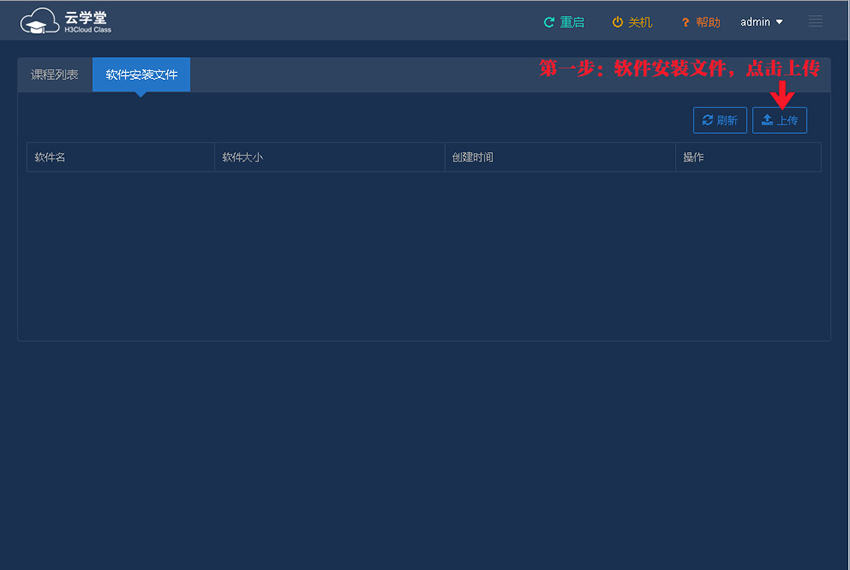 云学堂
H3Cloud Class
重启 关机 ? 帮助 admin
课程列表 软件安装文件
第一步：软件安装文件，点击上传
刷新 上传
软件名 软件大小 创建时间 操作